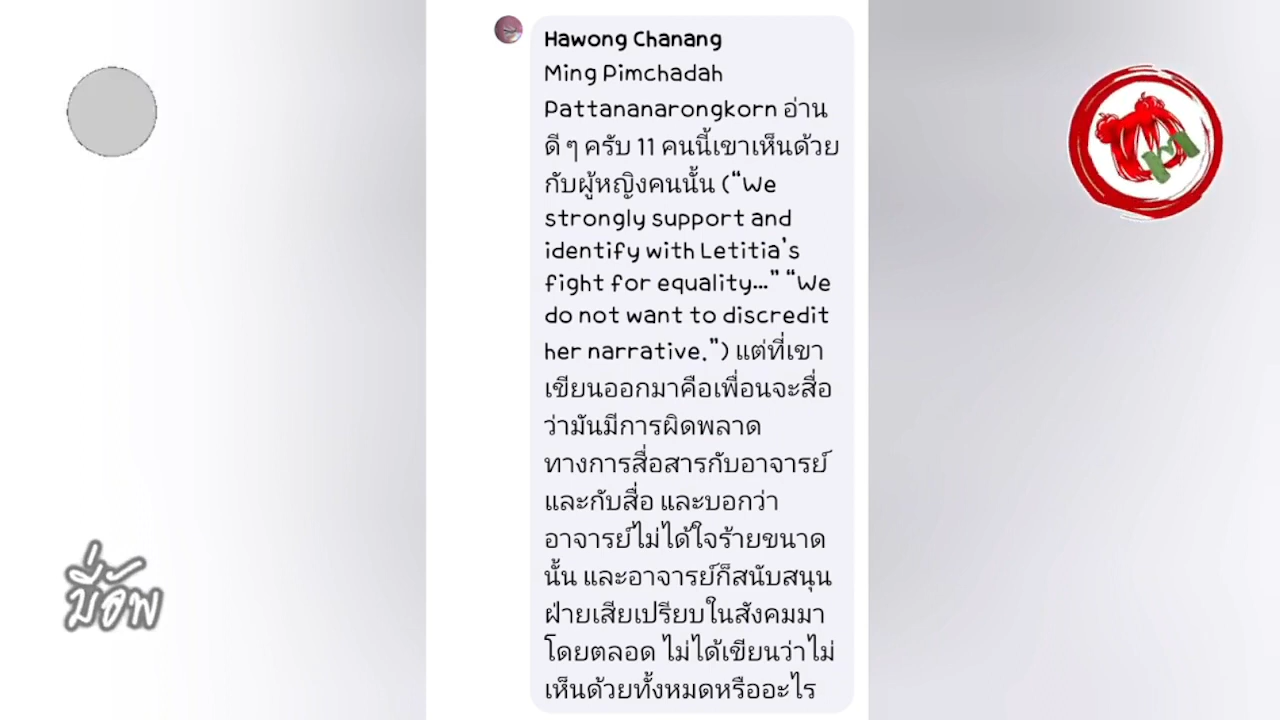 Hawong Chanang
Ming Pimchadah
Pattananarongkorn อ่าน
ดี ๆ ครับ 11 คนนี้เขาเห็นด้วย
กับผู้หญิงคนนั้น (“We
strongly support and
identify with Letitia's
fight for equality...” “We
do not want to discredit
her narrative.”) แต่ที่เขา
เขียนออกมาคือเพื่อนจะสื่อ
ว่ามันมีการผิดพลาด
ทางการสื่อสารกับอาจารย์
และกับสื่อ และบอกว่า
อาจารย์ไม่ได้ใจร้ายขนาด
นั้น และอาจารย์ก็สนับสนุน
ฝ่ายเสียเปรียบในสังคมมา
โดยตลอด ไม่ได้เขียนว่าไม่
เห็นด้วยทั้งหมดหรืออะไร